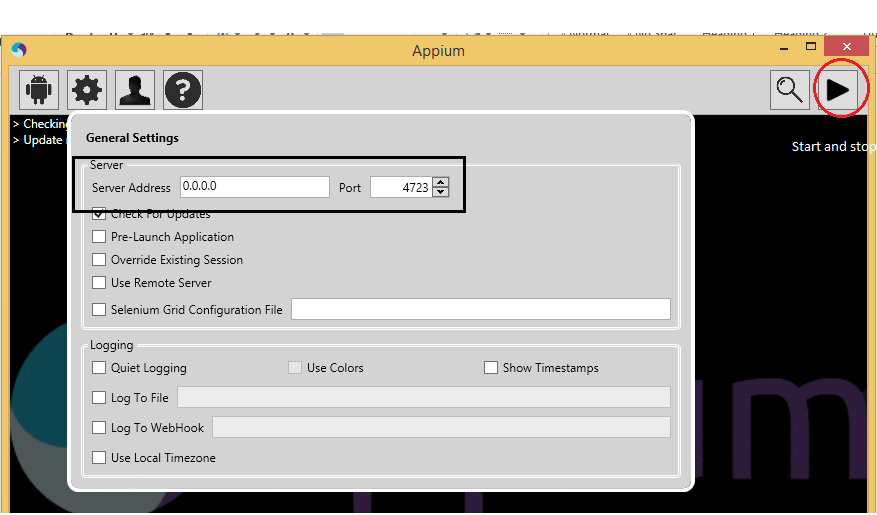 Appium
> Checking
> Update
Start and stop
General Settings
Server
Server Address 0.0.0.0 Port 4723
Check For Updates
Pre-Launch Application
Override Existing Session
Use Remote Server
Selenium Grid Configuration File
Logging
Quiet Logging Use Colors Show Timestamps
Log To File
Log To WebHook
Use Local Timezone